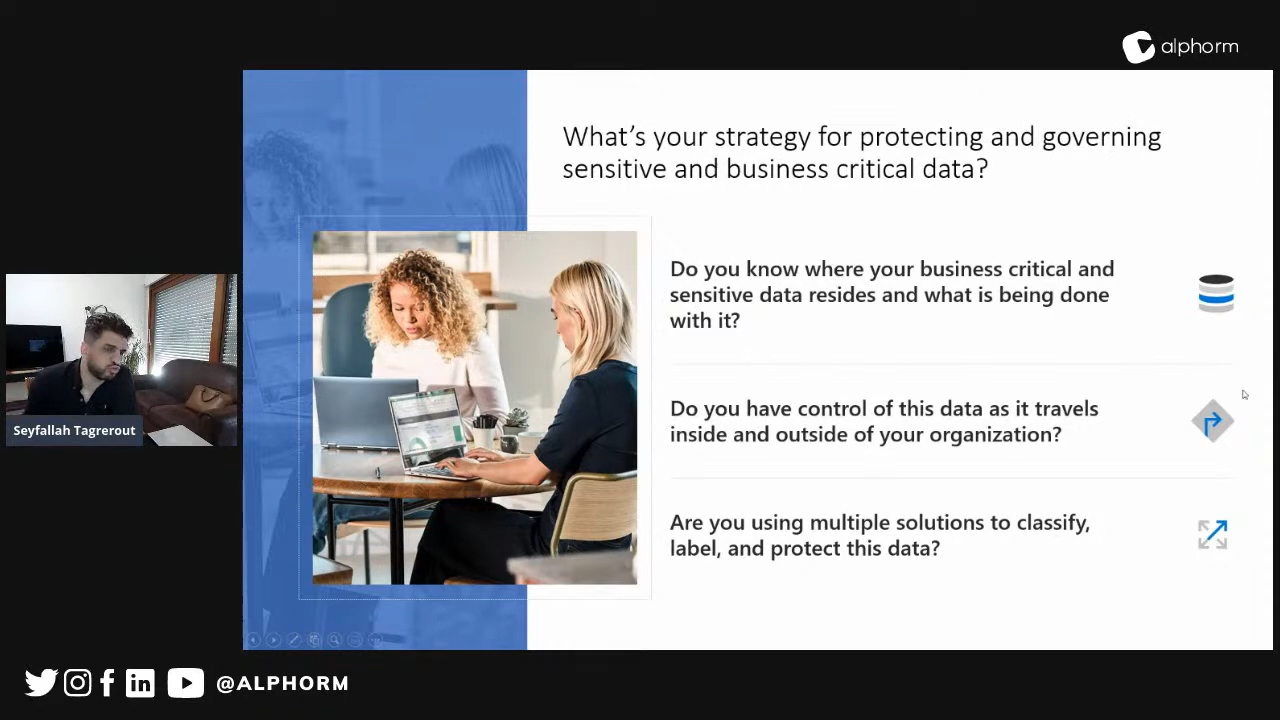 alphorm
What's your strategy for protecting and governing
sensitive and business critical data?
Do you know where your business critical and
sensitive data resides and what is being done
with it?
Do you have control of this data as it travels
inside and outside of your organization?
Are you using multiple solutions to classify,
label, and protect this data?
Seyfallah Tagrerout
@ALPHORM